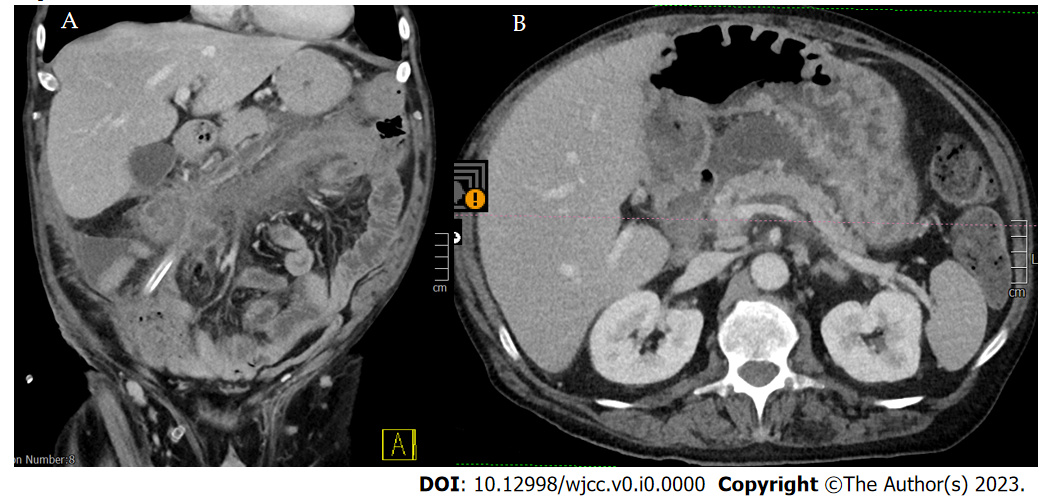 A
B
cm
cm
L
A
on Number:8
DOI: 10.12998/wjcc.v0.i0.0000 Copyright ©The Author(s) 2023.